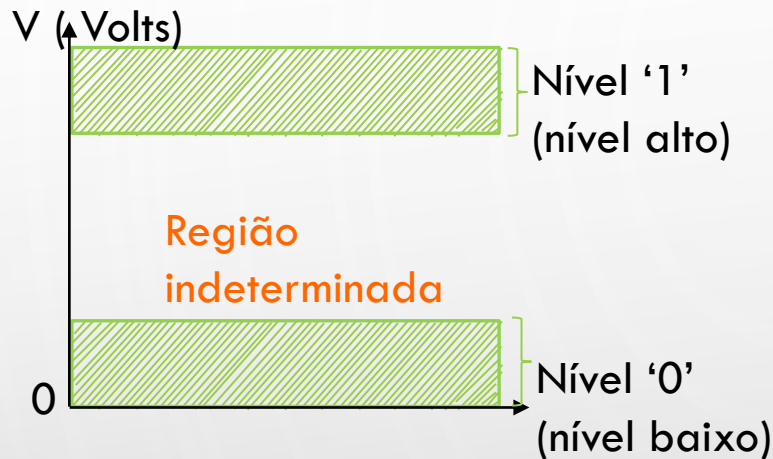 V ( Volts)
Nível ‘1’
(nível alto)
Região
indeterminada
0
Nível ‘0’
(nível baixo)